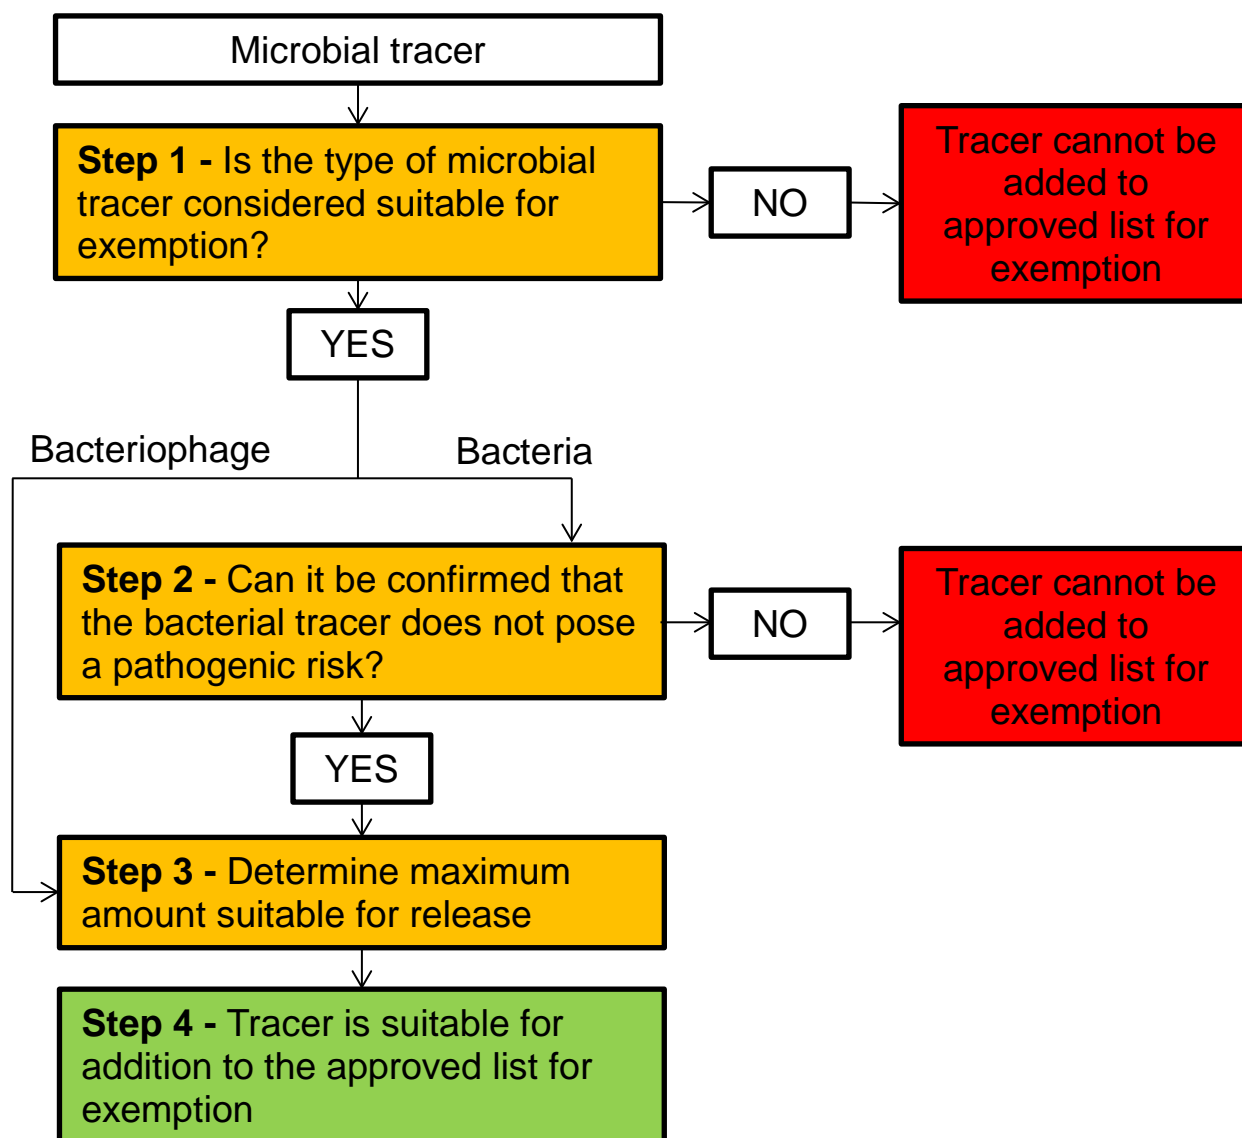 Microbial tracer
Step 1 - Is the type of microbial
tracer considered suitable for
exemption?
NO
Tracer cannot be
added to
approved list for
exemption
YES
Bacteriophage
Bacteria
Step 2 - Can it be confirmed that
the bacterial tracer does not pose
a pathogenic risk?
NO
Tracer cannot be
added to
approved list for
exemption
YES
Step 3 - Determine maximum
amount suitable for release
Step 4 - Tracer is suitable for
addition to the approved list for
exemption